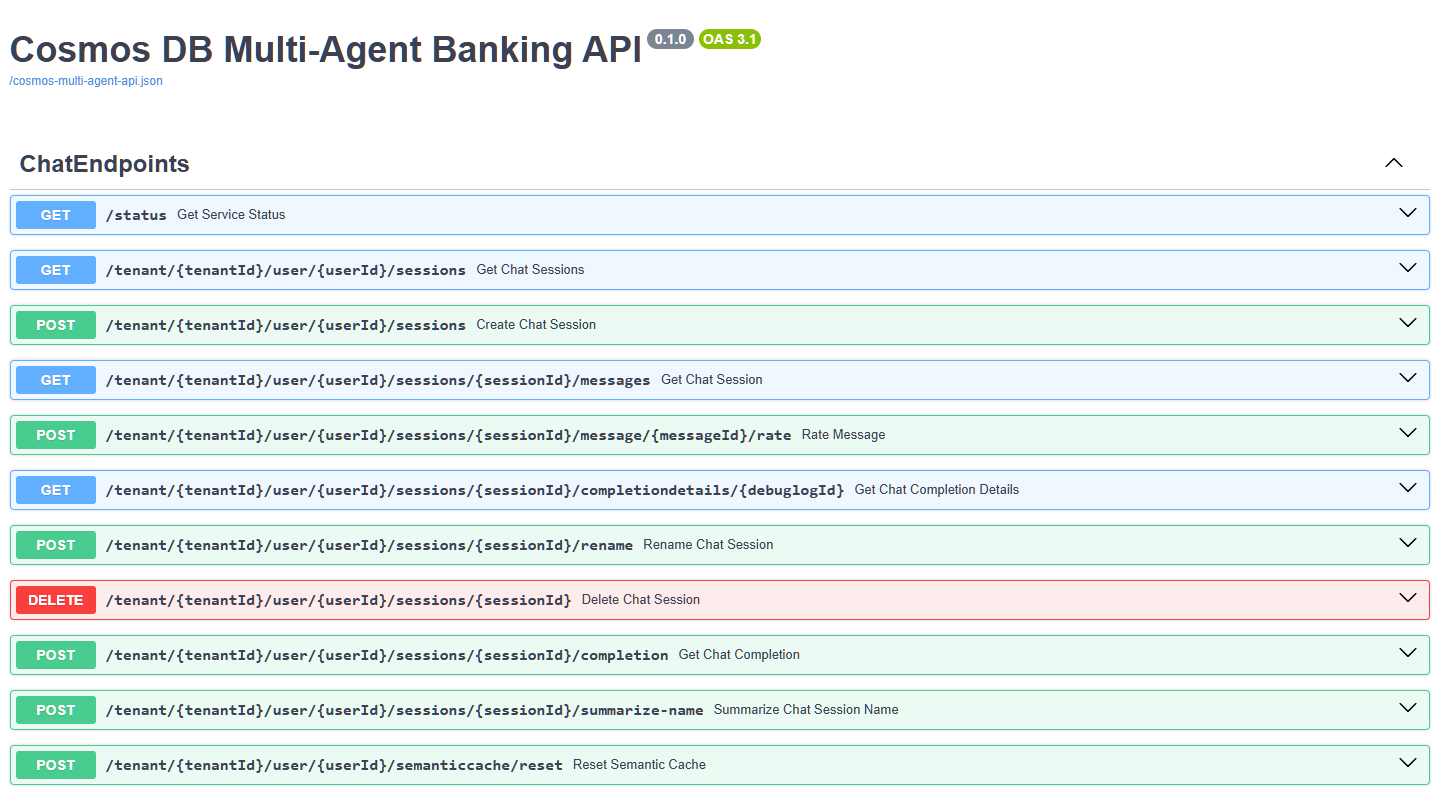 Cosmos DB Multi-Agent Banking API 0.1.0 OAS 3.1
/cosmos-multi-agent-api.json
ChatEndpoints
GET /status Get Service Status
GET /tenant/{tenantId}/user/{userId}/sessions Get Chat Sessions
POST /tenant/{tenantId}/user/{userId}/sessions Create Chat Session
GET /tenant/{tenantId}/user/{userId}/sessions/{sessionId}/messages Get Chat Session
POST /tenant/{tenantId}/user/{userId}/sessions/{sessionId}/message/{messageId}/rate Rate Message
GET /tenant/{tenantId}/user/{userId}/sessions/{sessionId}/completiondetails/{debuglogId} Get Chat Completion Details
POST /tenant/{tenantId}/user/{userId}/sessions/{sessionId}/rename Rename Chat Session
DELETE /tenant/{tenantId}/user/{userId}/sessions/{sessionId} Delete Chat Session
POST /tenant/{tenantId}/user/{userId}/sessions/{sessionId}/completion Get Chat Completion
POST /tenant/{tenantId}/user/{userId}/sessions/{sessionId}/summarize-name Summarize Chat Session Name
POST /tenant/{tenantId}/user/{userId}/semanticcache/reset Reset Semantic Cache